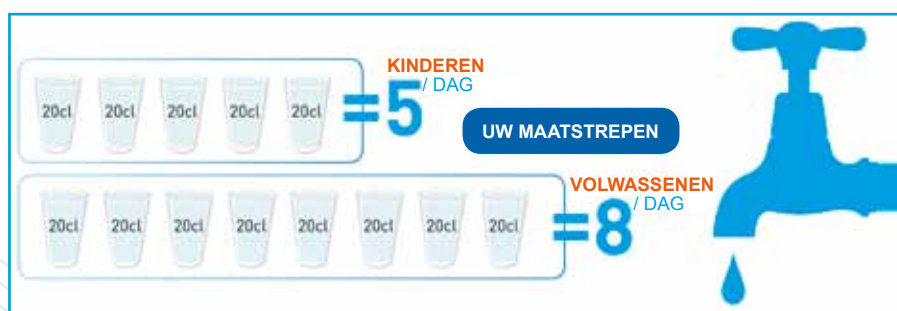 20cl 20cl 20cl 20cl 20cl =5
KINDEREN
/ DAG
UW MAATSTREPEN
20cl 20cl 20cl 20cl 20cl 20cl 20cl 20cl =8
VOLWASSENEN
/ DAG